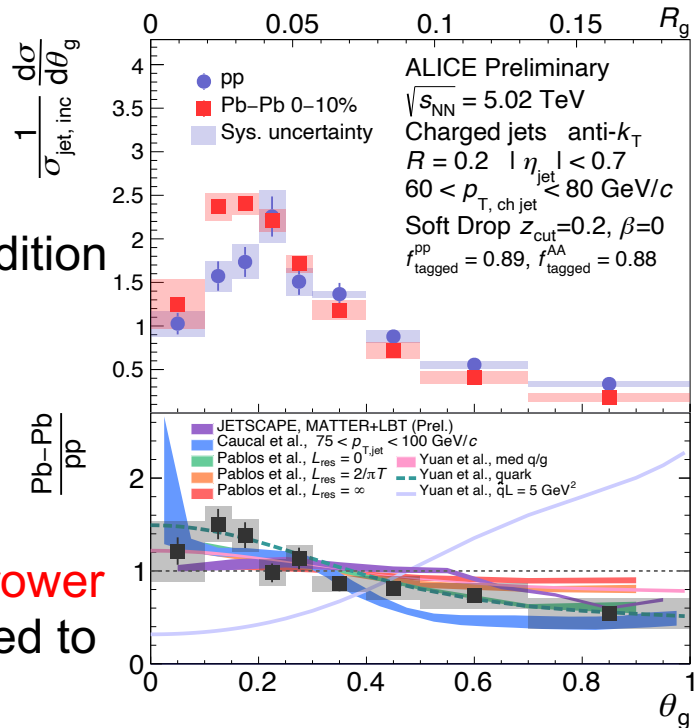 0 0.05 0.1 0.15 R_g
1/σ_jet, inc dσ/dθ_g
4
3.5
3
2.5
2
1.5
1
0.5
pp
Pb-Pb 0-10%
Sys. uncertainty
ALICE Preliminary
√s_NN = 5.02 TeV
Charged jets anti-k_T
R = 0.2 | η_jet | < 0.7
60 < p_T, ch jet < 80 GeV/c
Soft Drop z_cut=0.2, β=0
f^pp_tagged = 0.89, f^AA_tagged = 0.88
dition
Pb-Pb/pp
2
1
0
JETSCAPE, MATTER+LBT (Prel.)
Caucal et al., 75 < p_T,jet < 100 GeV/c
Pablos et al., L_res = 0
Pablos et al., L_res = 2/πT
Pablos et al., L_res = ∞
Yuan et al., med q/g
Yuan et al., quark
Yuan et al., q̂L = 5 GeV²
ower
ed to
0 0.2 0.4 0.6 0.8 1
θ_g